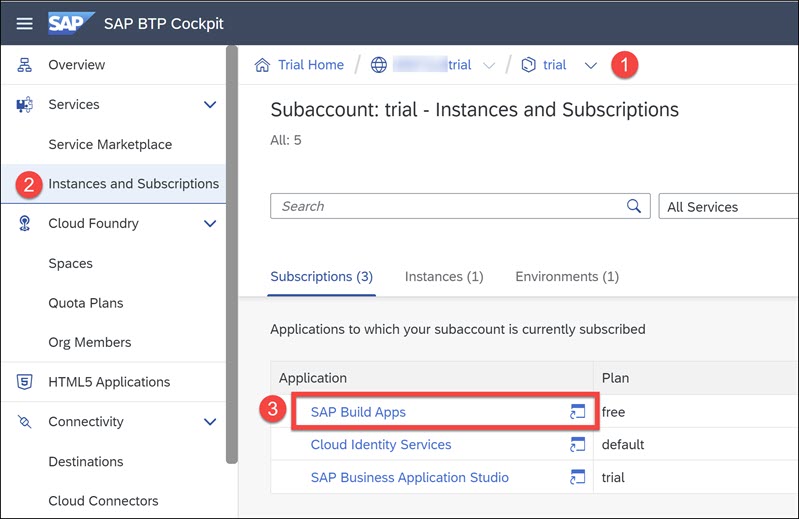 SAP SAP BTP Cockpit
Overview
Services
Service Marketplace
2 Instances and Subscriptions
Cloud Foundry
Spaces
Quota Plans
Org Members
5 HTML5 Applications
Connectivity
Destinations
Cloud Connectors
Trial Home / trial / trial 1
Subaccount: trial - Instances and Subscriptions
All: 5
Search All Services
Subscriptions (3) Instances (1) Environments (1)
Applications to which your subaccount is currently subscribed
Application Plan
3 SAP Build Apps free
Cloud Identity Services default
SAP Business Application Studio trial